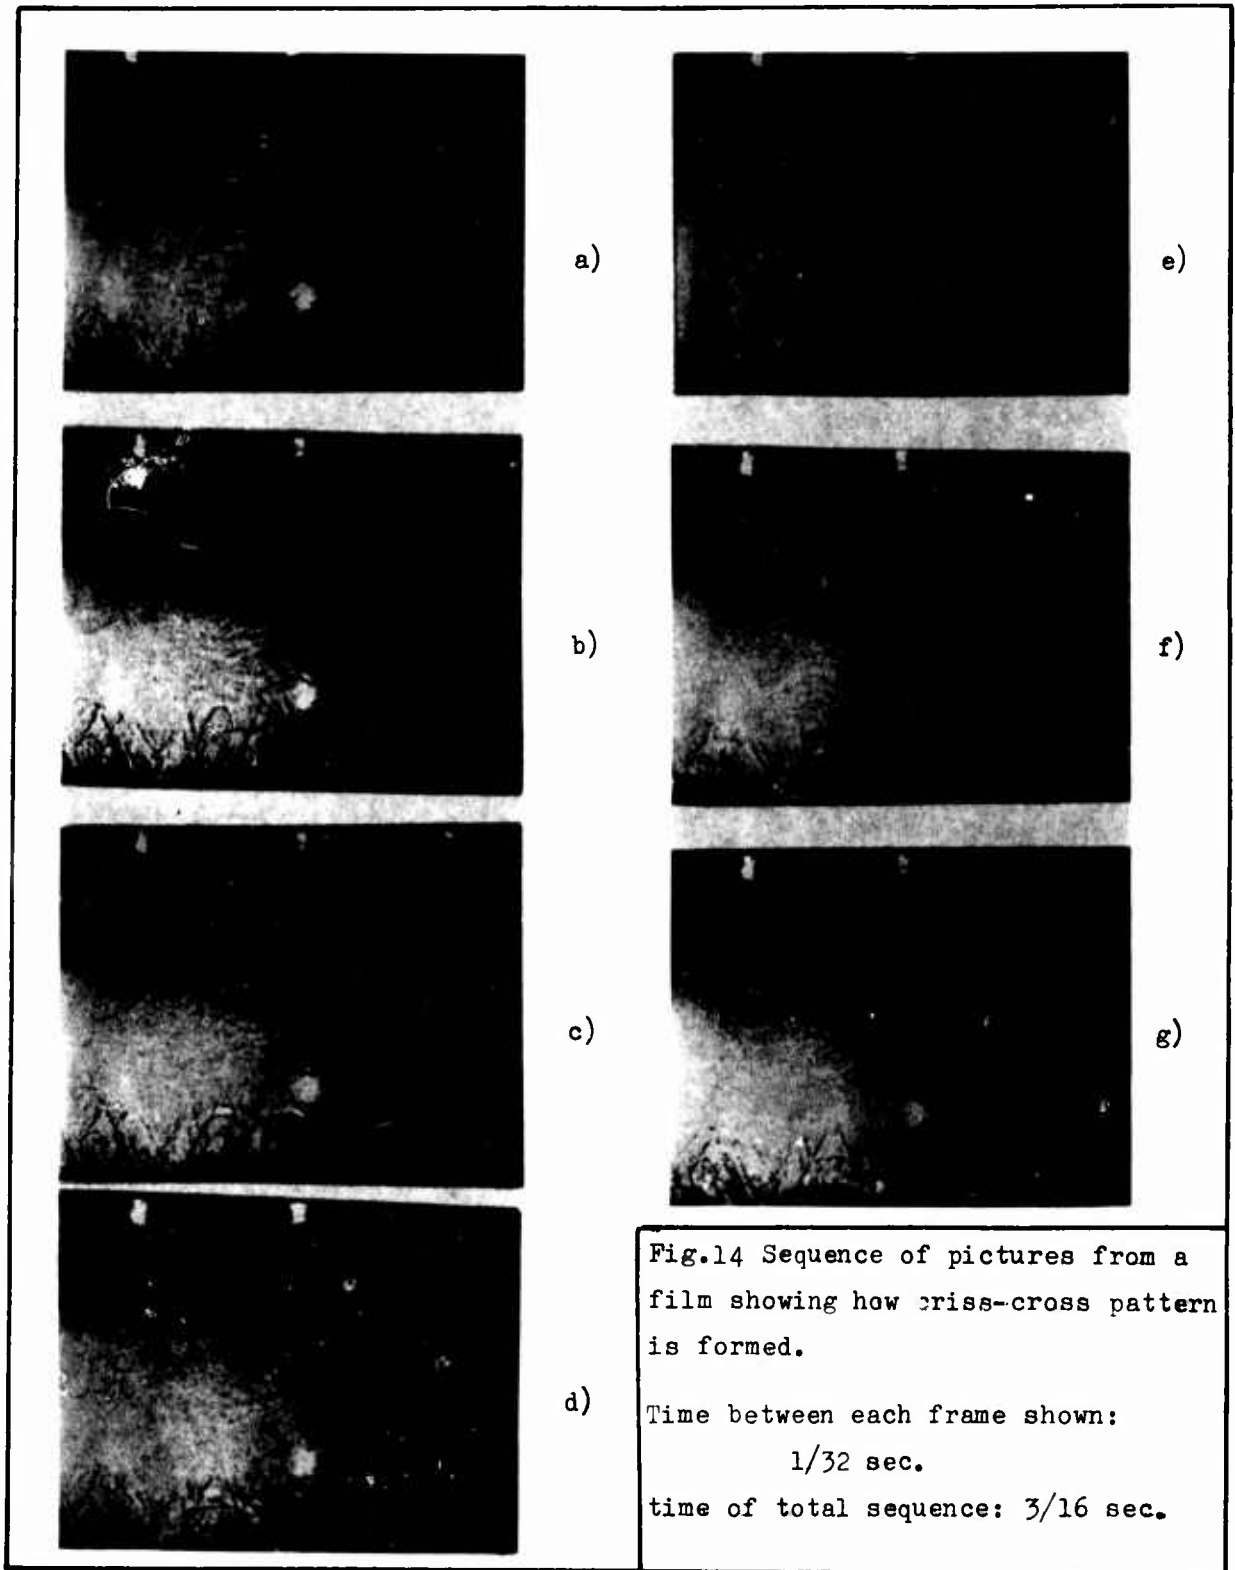 a)
b)
c)
d)
e)
f)
g)
Fig.14 Sequence of pictures from a
film showing how criss-cross pattern
is formed.
Time between each frame shown:
1/32 sec.
time of total sequence: 3/16 sec.